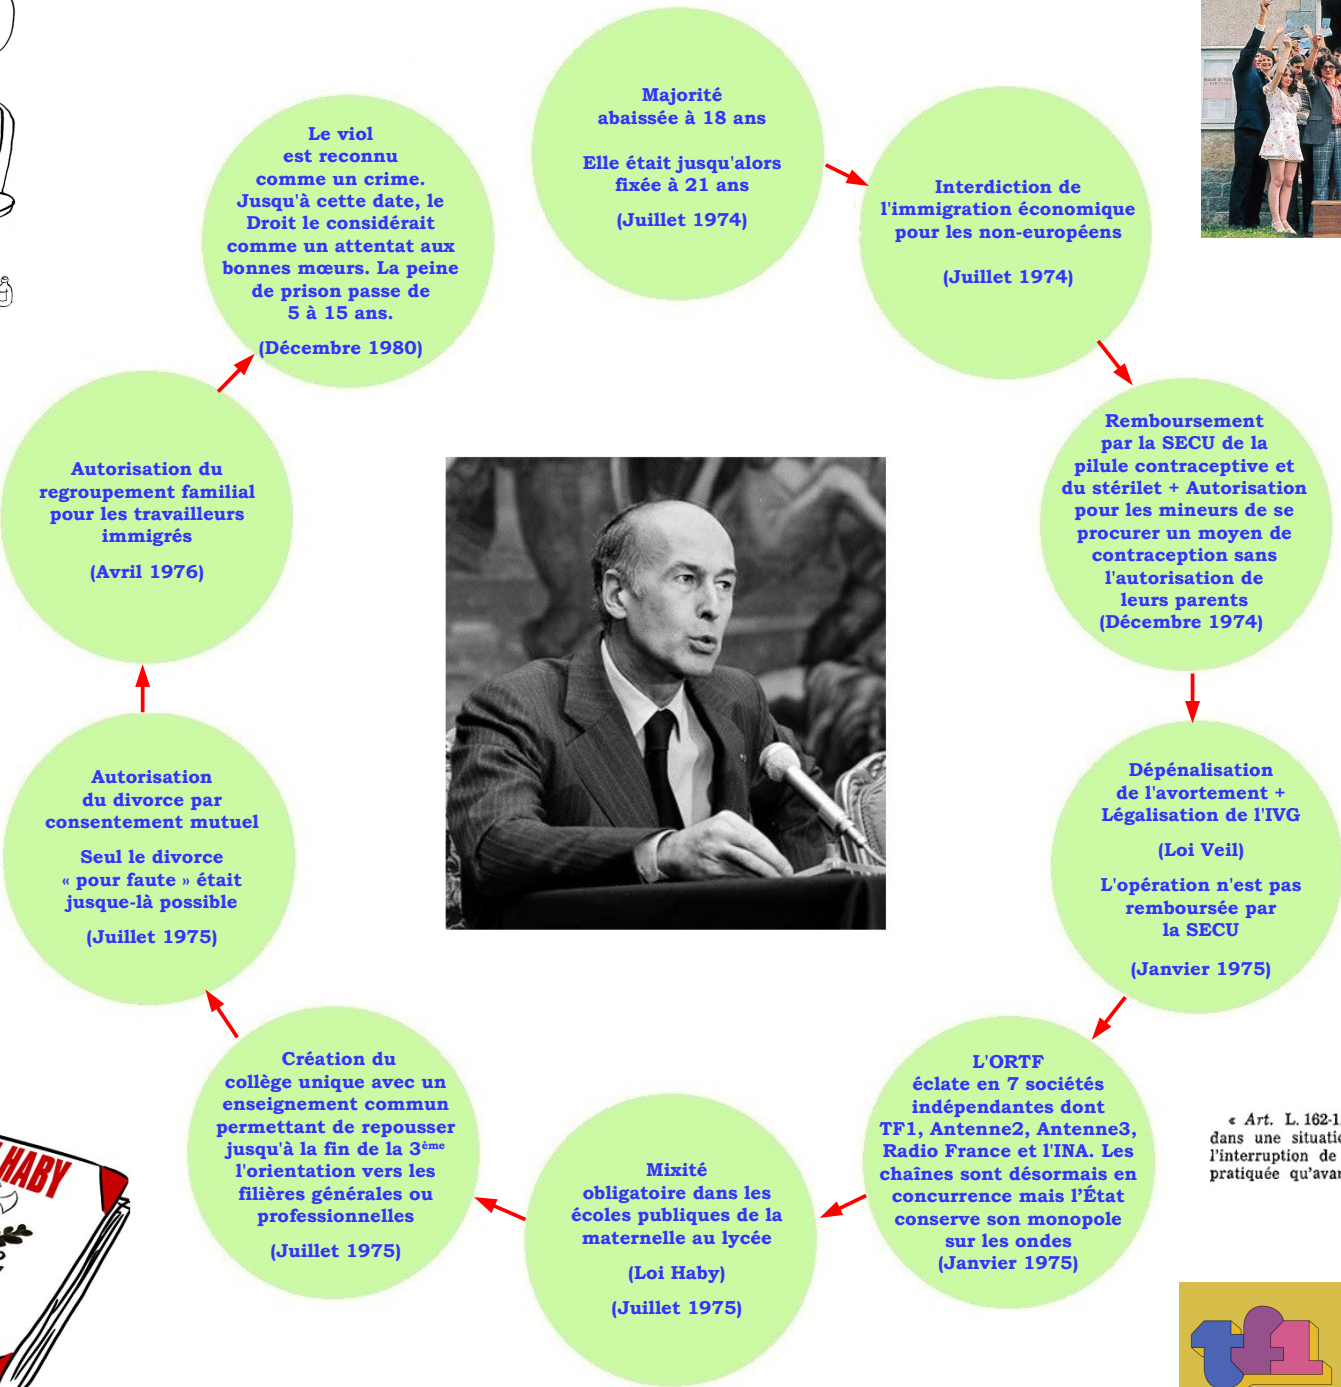 Majorité
abaissée à 18 ans
Elle était jusqu'alors
fixée à 21 ans
(Juillet 1974)
Interdiction de
l'immigration économique
pour les non-européens
(Juillet 1974)
Remboursement
par la SECU de la
pilule contraceptive et
du stérilet + Autorisation
pour les mineurs de se
procurer un moyen de
contraception sans
l'autorisation de
leurs parents
(Décembre 1974)
Dépénalisation
de l'avortement +
Légalisation de l'IVG
(Loi Veil)
L'opération n'est pas
remboursée par
la SECU
(Janvier 1975)
L'ORTF
éclate en 7 sociétés
indépendantes dont
TF1, Antenne2, Antenne3,
Radio France et l'INA. Les
chaînes sont désormais en
concurrence mais l'État
conserve son monopole
sur les ondes
(Janvier 1975)
Mixité
obligatoire dans les
écoles publiques de la
maternelle au lycée
(Loi Haby)
(Juillet 1975)
Création du
collège unique avec un
enseignement commun
permettant de repousser
jusqu'à la fin de la 3ème
l'orientation vers les
filières générales ou
professionnelles
(Juillet 1975)
Autorisation
du divorce par
consentement mutuel
Seul le divorce
« pour faute » était
jusque-là possible
(Juillet 1975)
Autorisation du
regroupement familial
pour les travailleurs
immigrés
(Avril 1976)
Le viol
est reconnu
comme un crime.
Jusqu'à cette date, le
Droit le considérait
comme un attentat aux
bonnes mœurs. La peine
de prison passe de
5 à 15 ans.
(Décembre 1980)
« Art. L. 162-1
dans une situatio
l'interruption de
pratiquée qu'avan
HABY
tf1